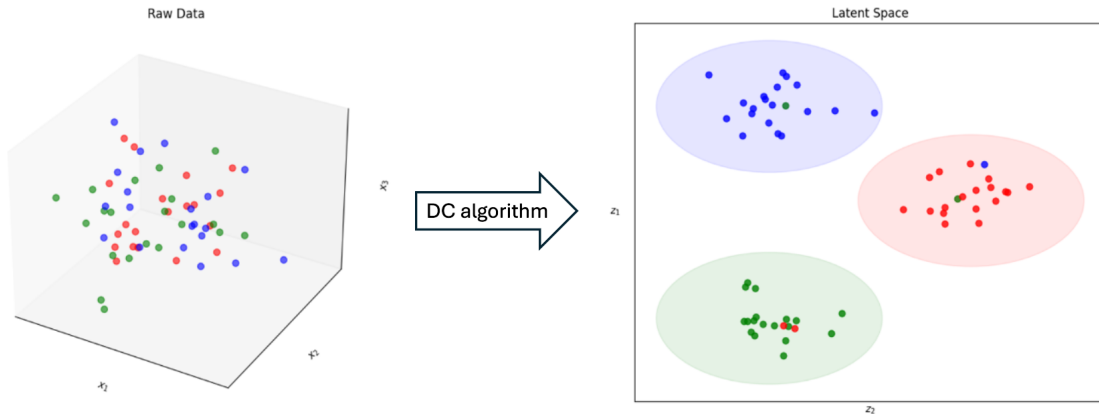 Raw Data
x₃
x₂
x₁
DC algorithm
Latent Space
z₁
z₂